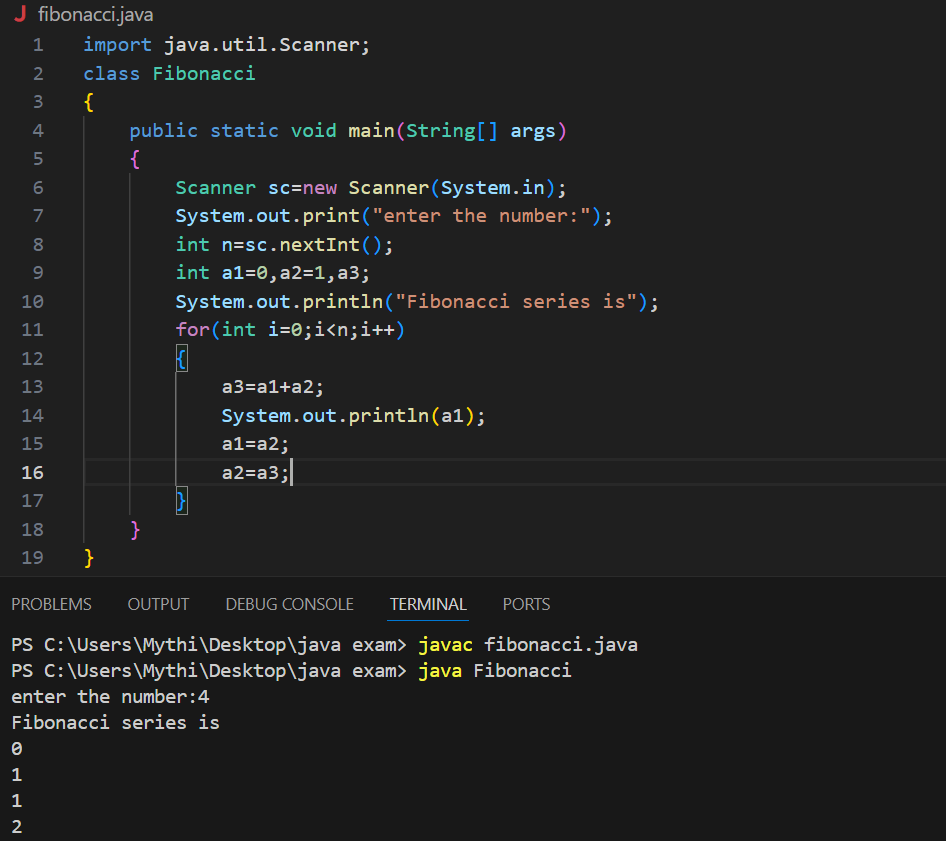 J fibonacci.java
1 import java.util.Scanner;
2 class Fibonacci
3 {
4     public static void main(String[] args)
5     {
6         Scanner sc=new Scanner(System.in);
7         System.out.print("enter the number:");
8         int n=sc.nextInt();
9         int a1=0,a2=1,a3;
10         System.out.println("Fibonacci series is");
11         for(int i=0;i<n;i++)
12         {
13             a3=a1+a2;
14             System.out.println(a1);
15             a1=a2;
16             a2=a3;
17         }
18     }
19 }
PROBLEMS OUTPUT DEBUG CONSOLE TERMINAL PORTS
PS C:\Users\Mythi\Desktop\java exam> javac fibonacci.java
PS C:\Users\Mythi\Desktop\java exam> java Fibonacci
enter the number:4
Fibonacci series is
0
1
1
2